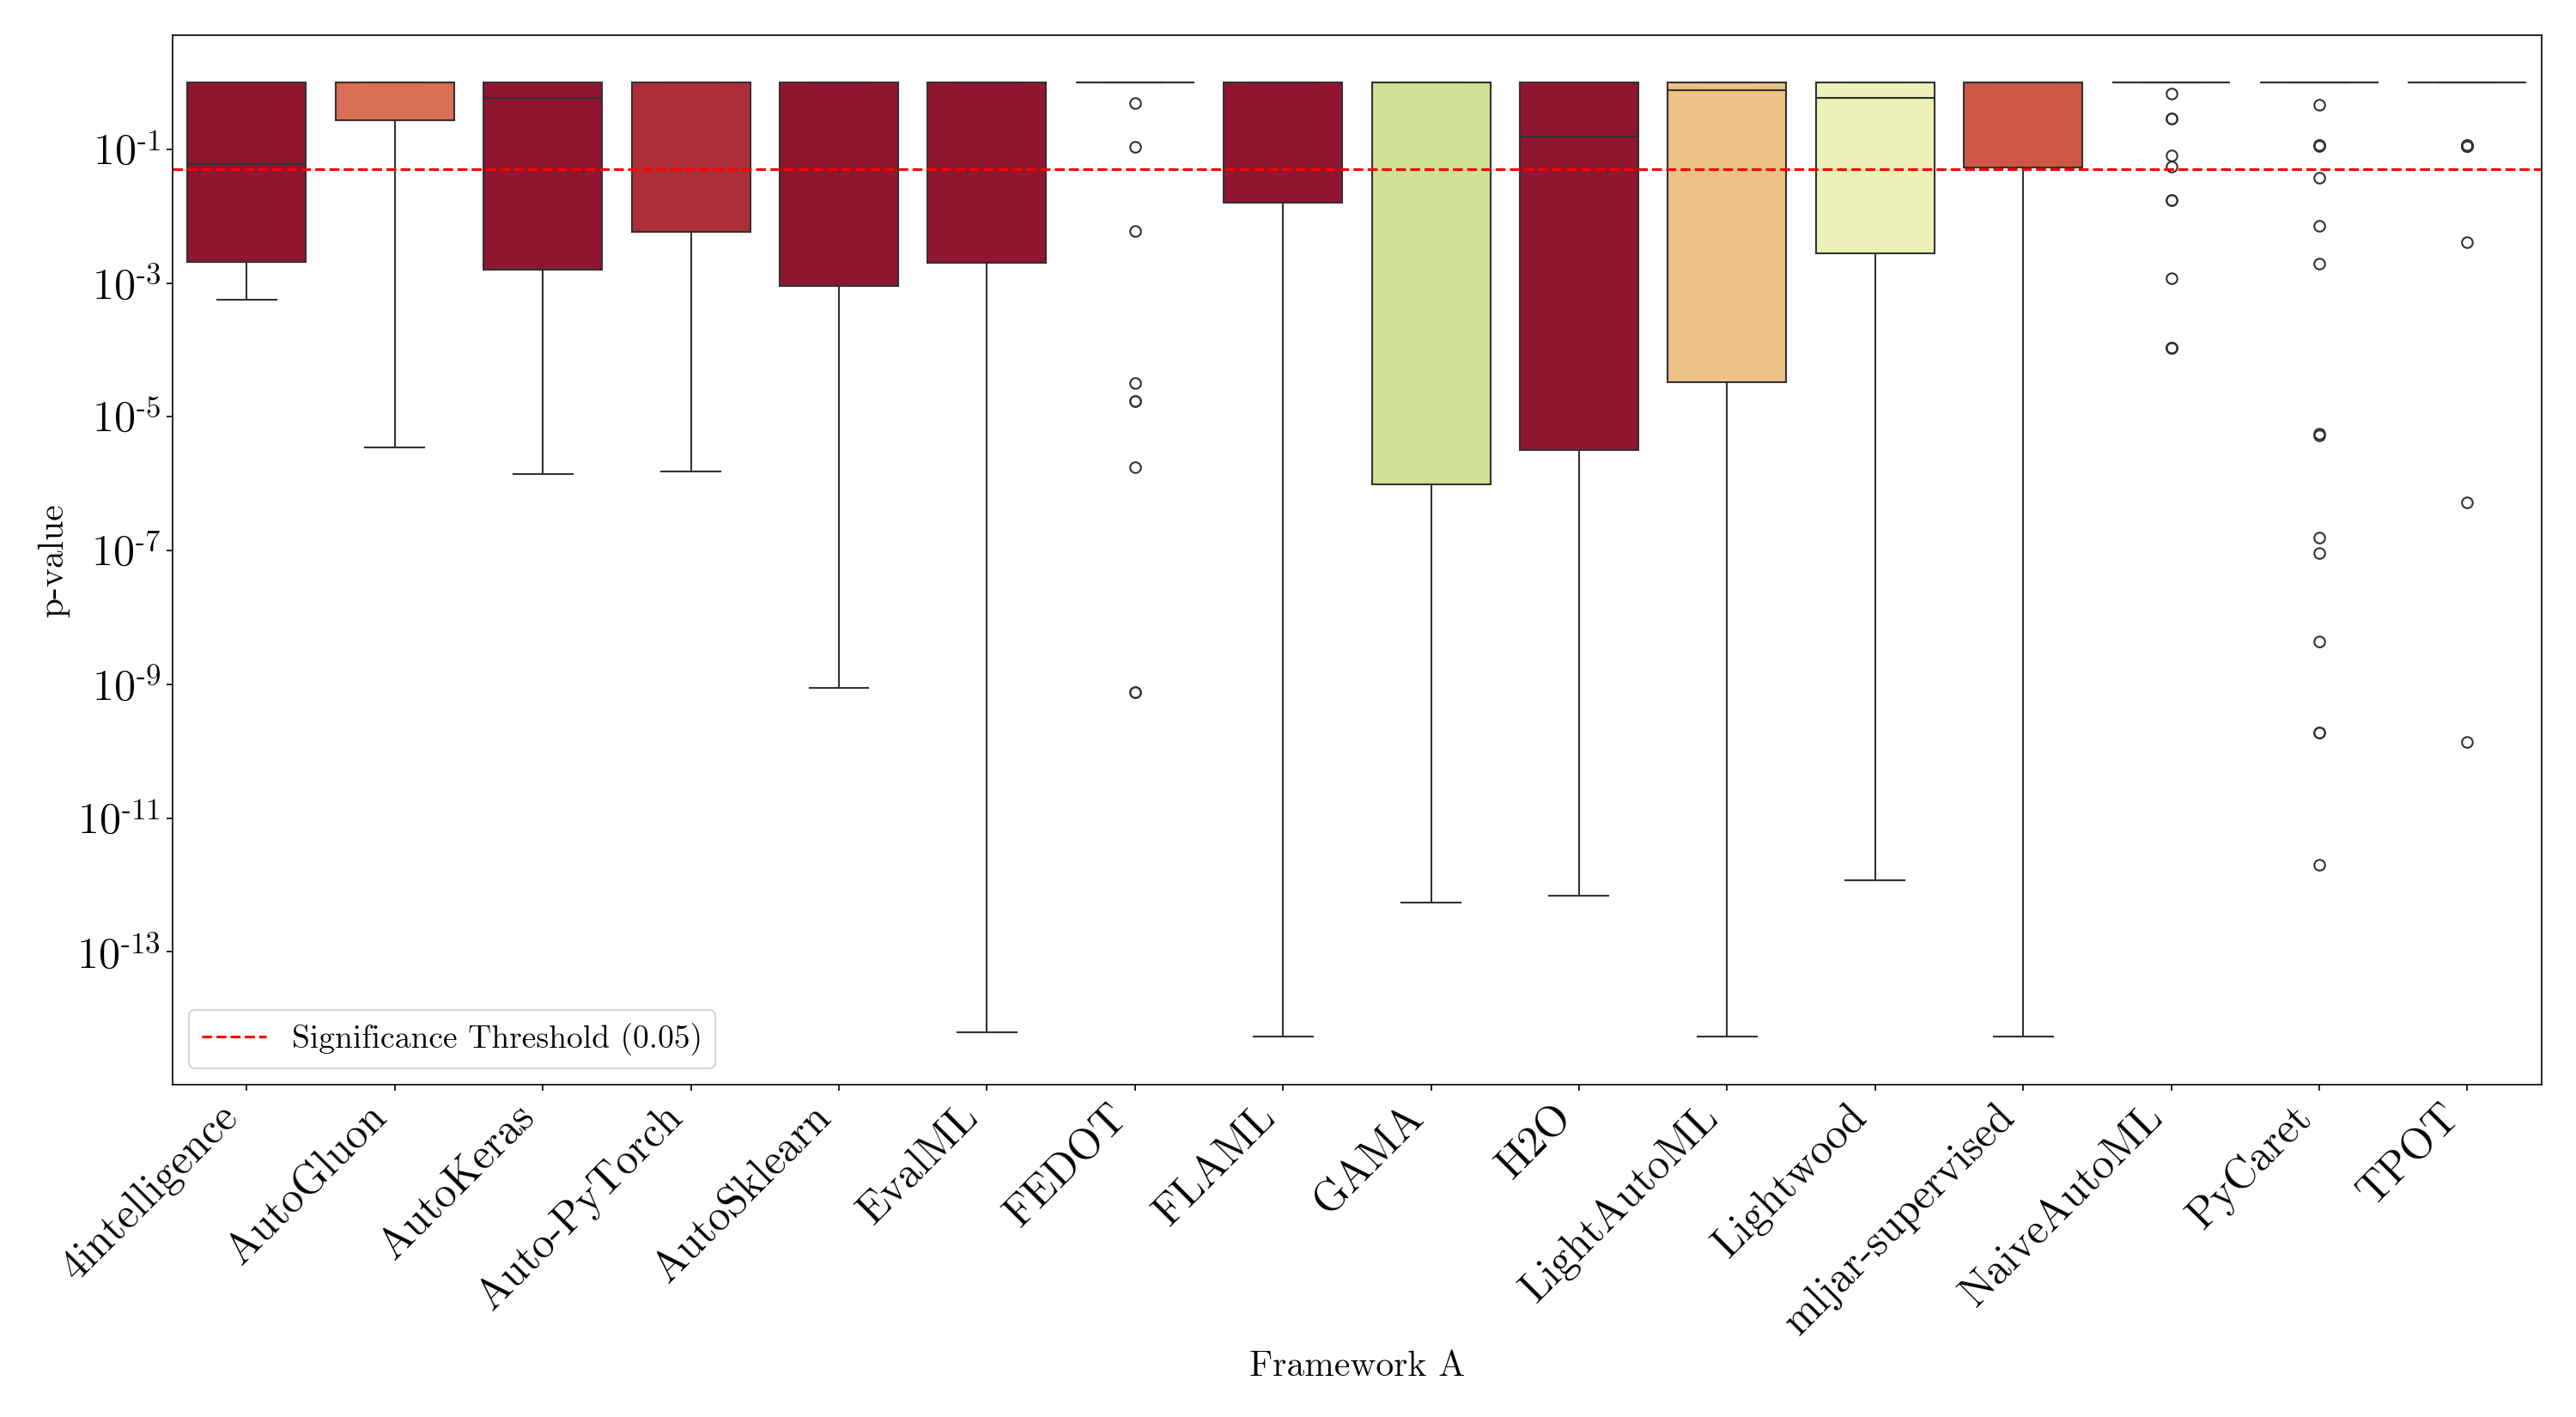 10-1
10-3
10-5
10-7
10-9
10-11
10-13
p-value
Significance Threshold (0.05)
4intelligence
AutoGluon
AutoKeras
Auto-PyTorch
AutoSklearn
EvalML
FEDOT
FLAML
GAMA
H2O
LightAutoML
Lightwood
mljar-supervised
NaiveAutoML
PyCaret
TPOT
Framework A